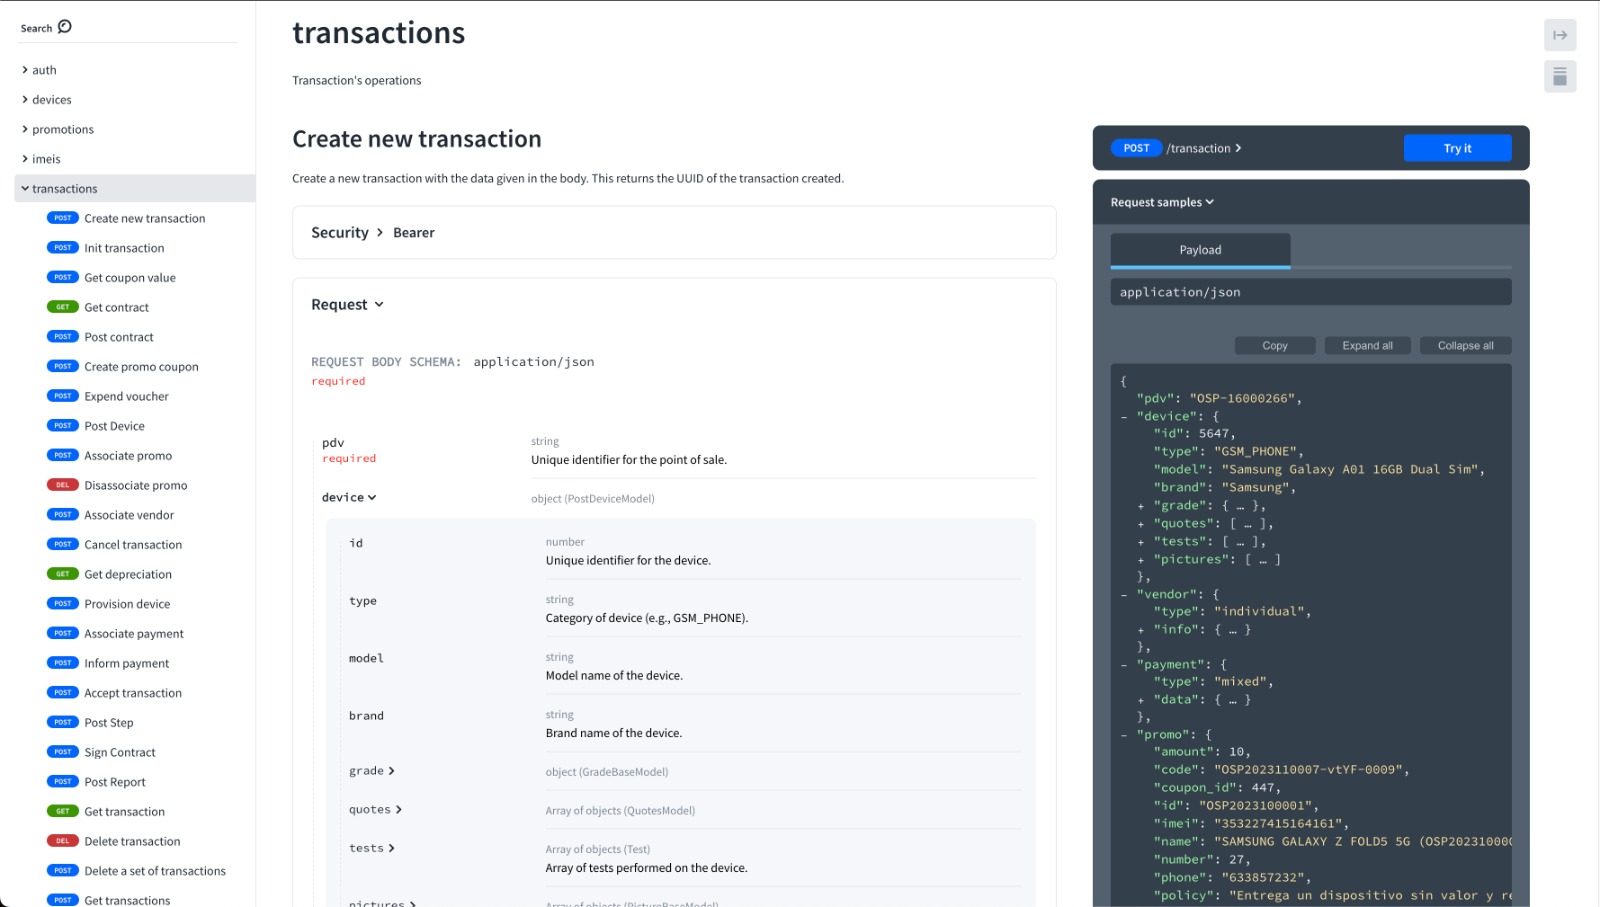 Search
auth
devices
promotions
imeis
transactions
POST Create new transaction
POST Init transaction
POST Get coupon value
GET Get contract
POST Post contract
POST Create promo coupon
POST Expend voucher
POST Post Device
POST Associate promo
DEL Disassociate promo
POST Associate vendor
POST Cancel transaction
GET Get depreciation
POST Provision device
POST Associate payment
POST Inform payment
POST Accept transaction
POST Post Step
POST Sign Contract
POST Post Report
GET Get transaction
DEL Delete transaction
POST Delete a set of transactions
POST Get transactions
transactions
Transaction's operations
Create new transaction
Create a new transaction with the data given in the body. This returns the UUID of the transaction created.
Security > Bearer
Request
REQUEST BODY SCHEMA: application/json
required
pdv string
required Unique identifier for the point of sale.
device object (PostDeviceModel)
id number
Unique identifier for the device.
type string
Category of device (e.g., GSM_PHONE).
model string
Model name of the device.
brand string
Brand name of the device.
grade > object (GradeBaseModel)
quotes > Array of objects (QuotesModel)
tests > Array of objects (Test)
Array of tests performed on the device.
pictures > Array of objects (PictureBaseModel)
POST /transaction > Try it
Request samples
Payload
application/json
Copy Expand all Collapse all
{
"pdv": "OSP-16000266",
- "device": {
"id": 5647,
"type": "GSM_PHONE",
"model": "Samsung Galaxy A01 16GB Dual Sim",
"brand": "Samsung",
+ "grade": { … },
+ "quotes": [ … ],
+ "tests": [ … ],
+ "pictures": [ … ]
},
- "vendor": {
"type": "individual",
+ "info": { … }
},
- "payment": {
"type": "mixed",
+ "data": { … }
},
- "promo": {
"amount": 10,
"code": "OSP2023110007-vtYF-0009",
"coupon_id": 447,
"id": "OSP2023100001",
"imei": "353227415164161",
"name": "SAMSUNG GALAXY Z FOLD5 5G (OSP20231000
"number": 27,
"phone": "633857232",
"policy": "Entrega un dispositivo sin valor y re